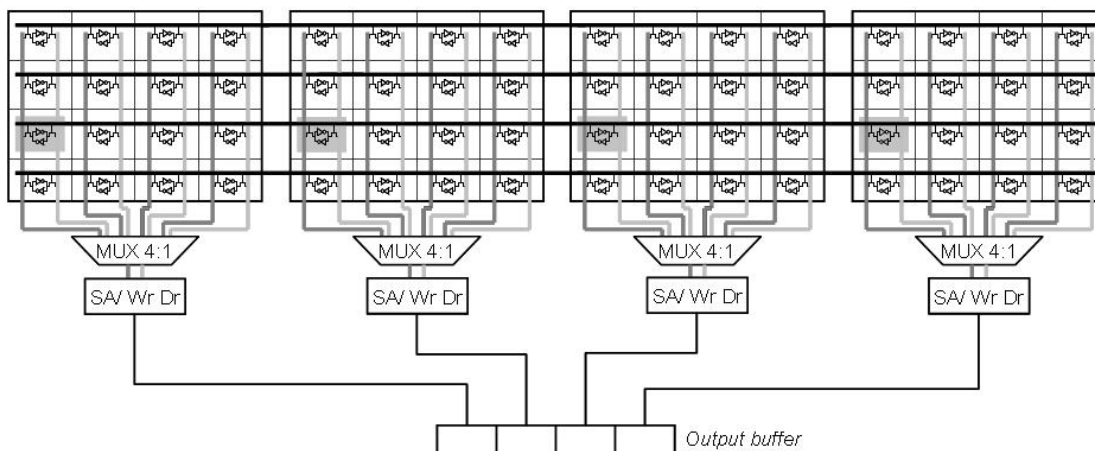 MUX 4:1 MUX 4:1 MUX 4:1 MUX 4:1
SA/ Wr Dr SA/ Wr Dr SA/ Wr Dr SA/ Wr Dr
Output buffer